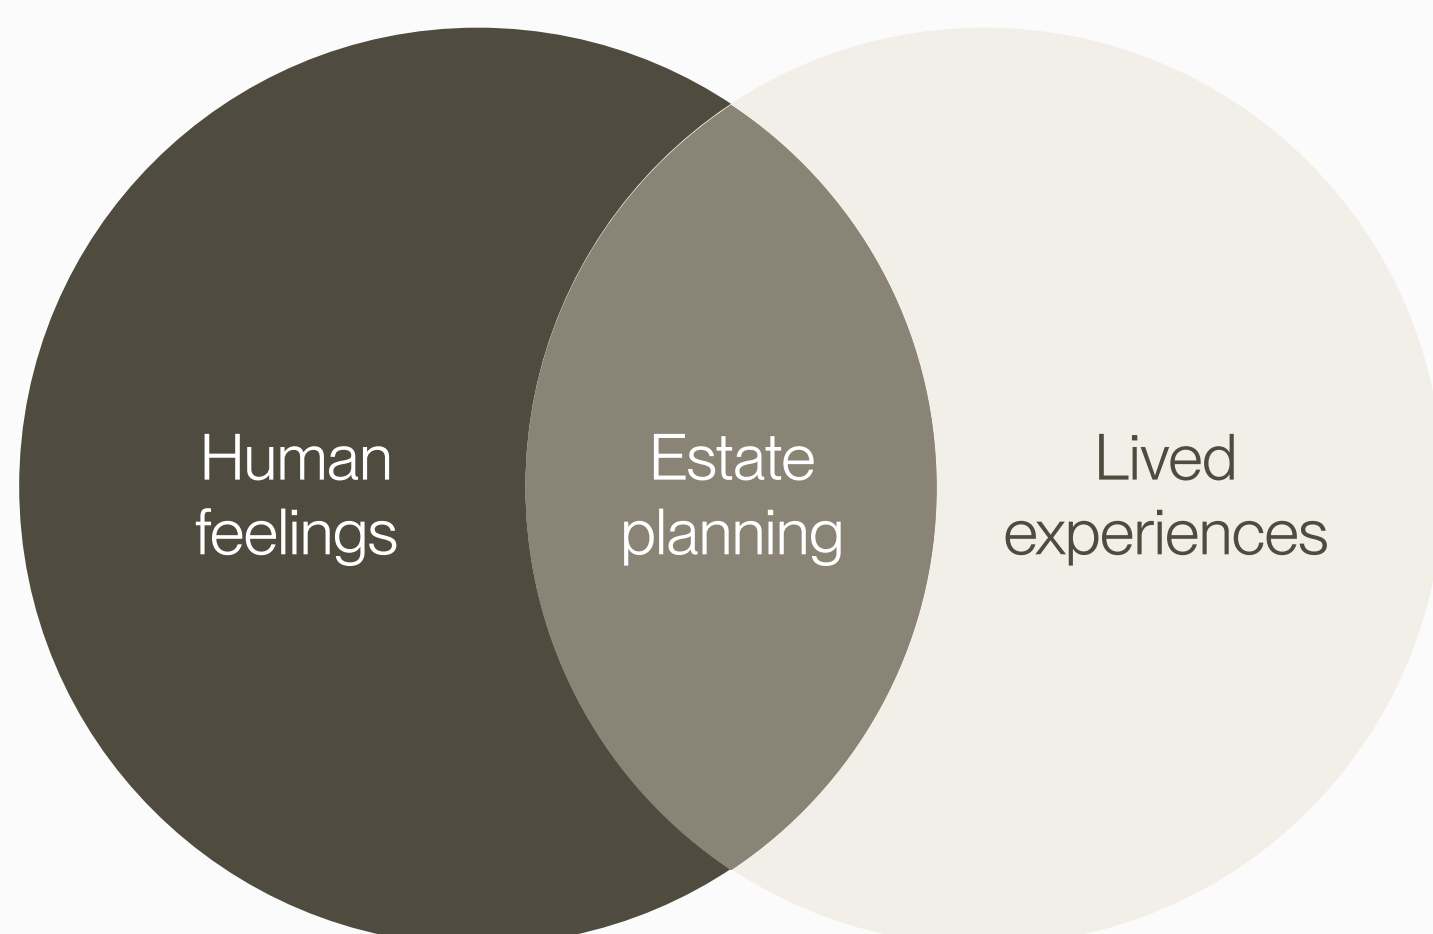 Human
feelings
Estate
planning
Lived
experiences